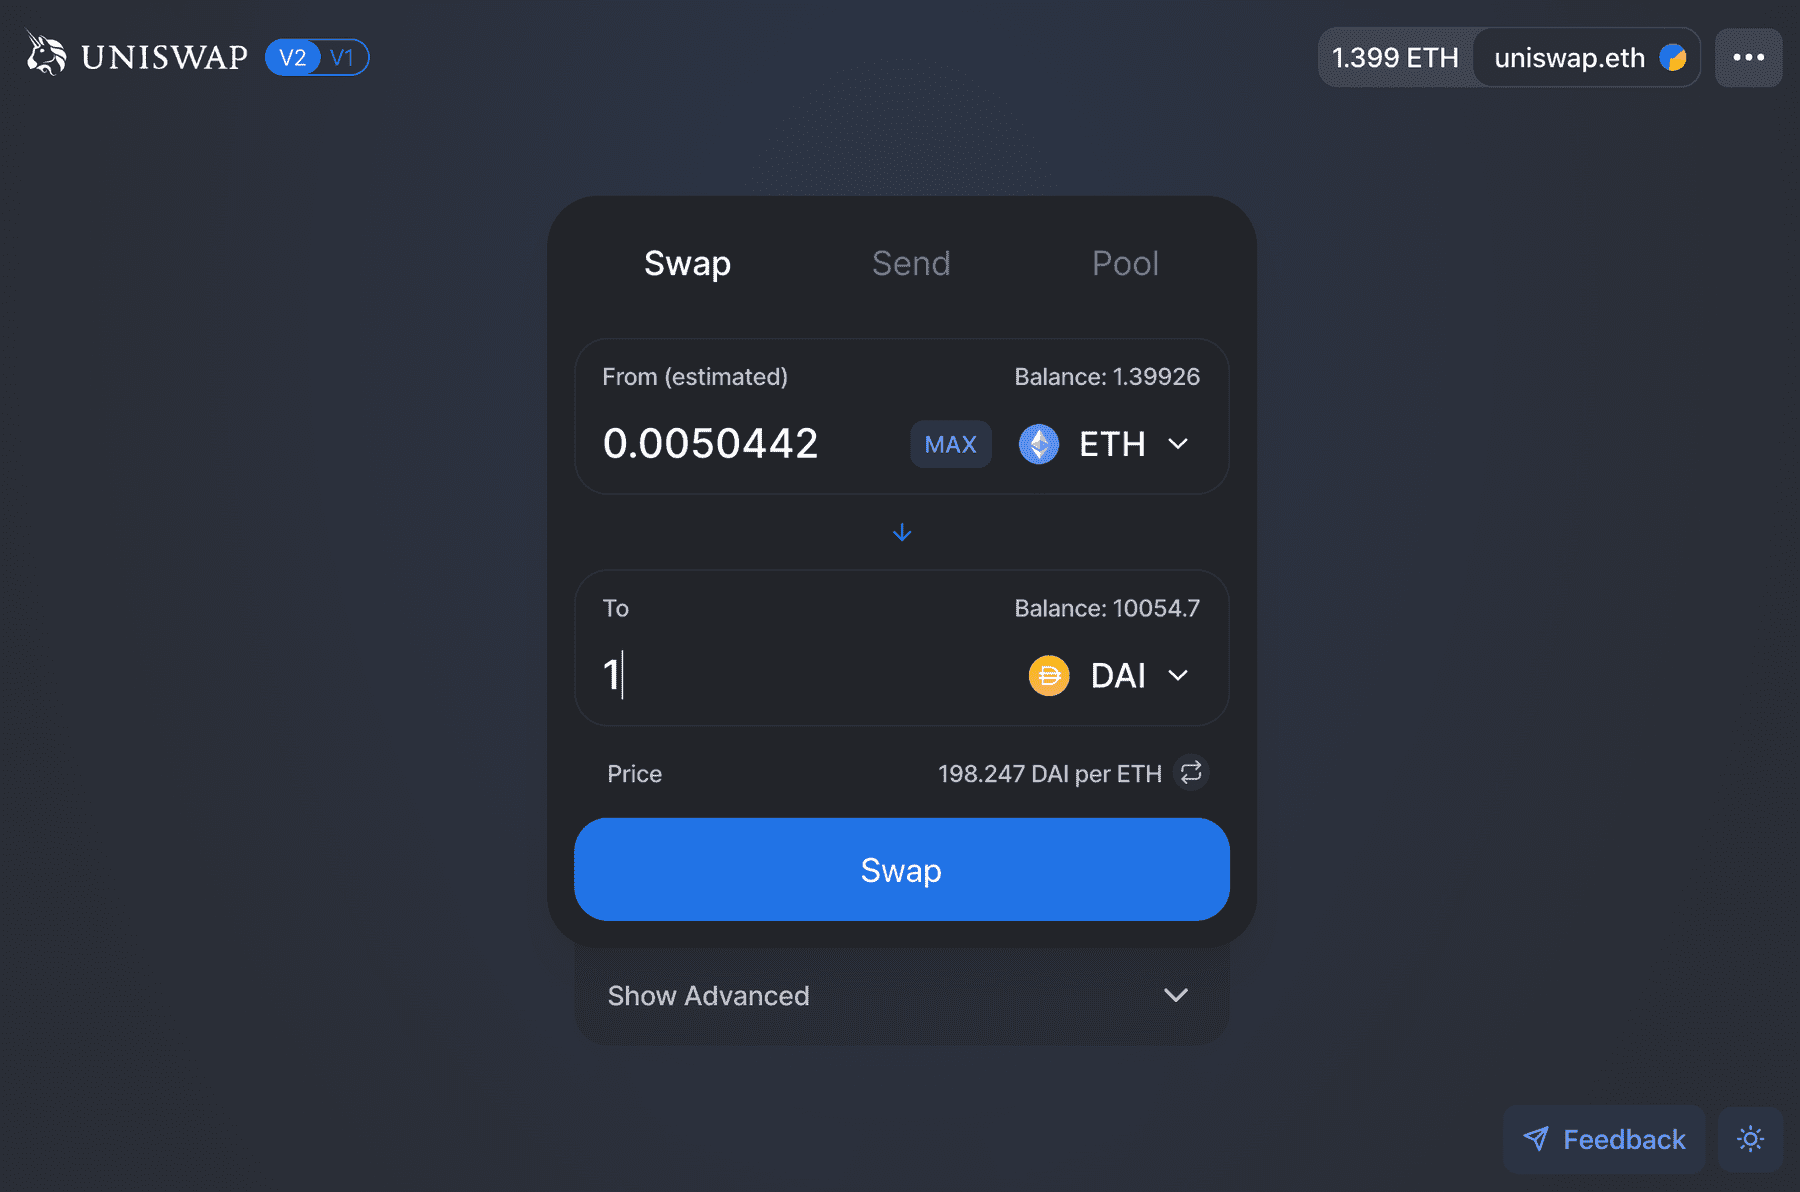 UNISWAP V2 V1
1.399 ETH uniswap.eth
Swap Send Pool
From (estimated) Balance: 1.39926
0.0050442 MAX ETH
To Balance: 10054.7
1 DAI
Price 198.247 DAI per ETH
Swap
Show Advanced
Feedback